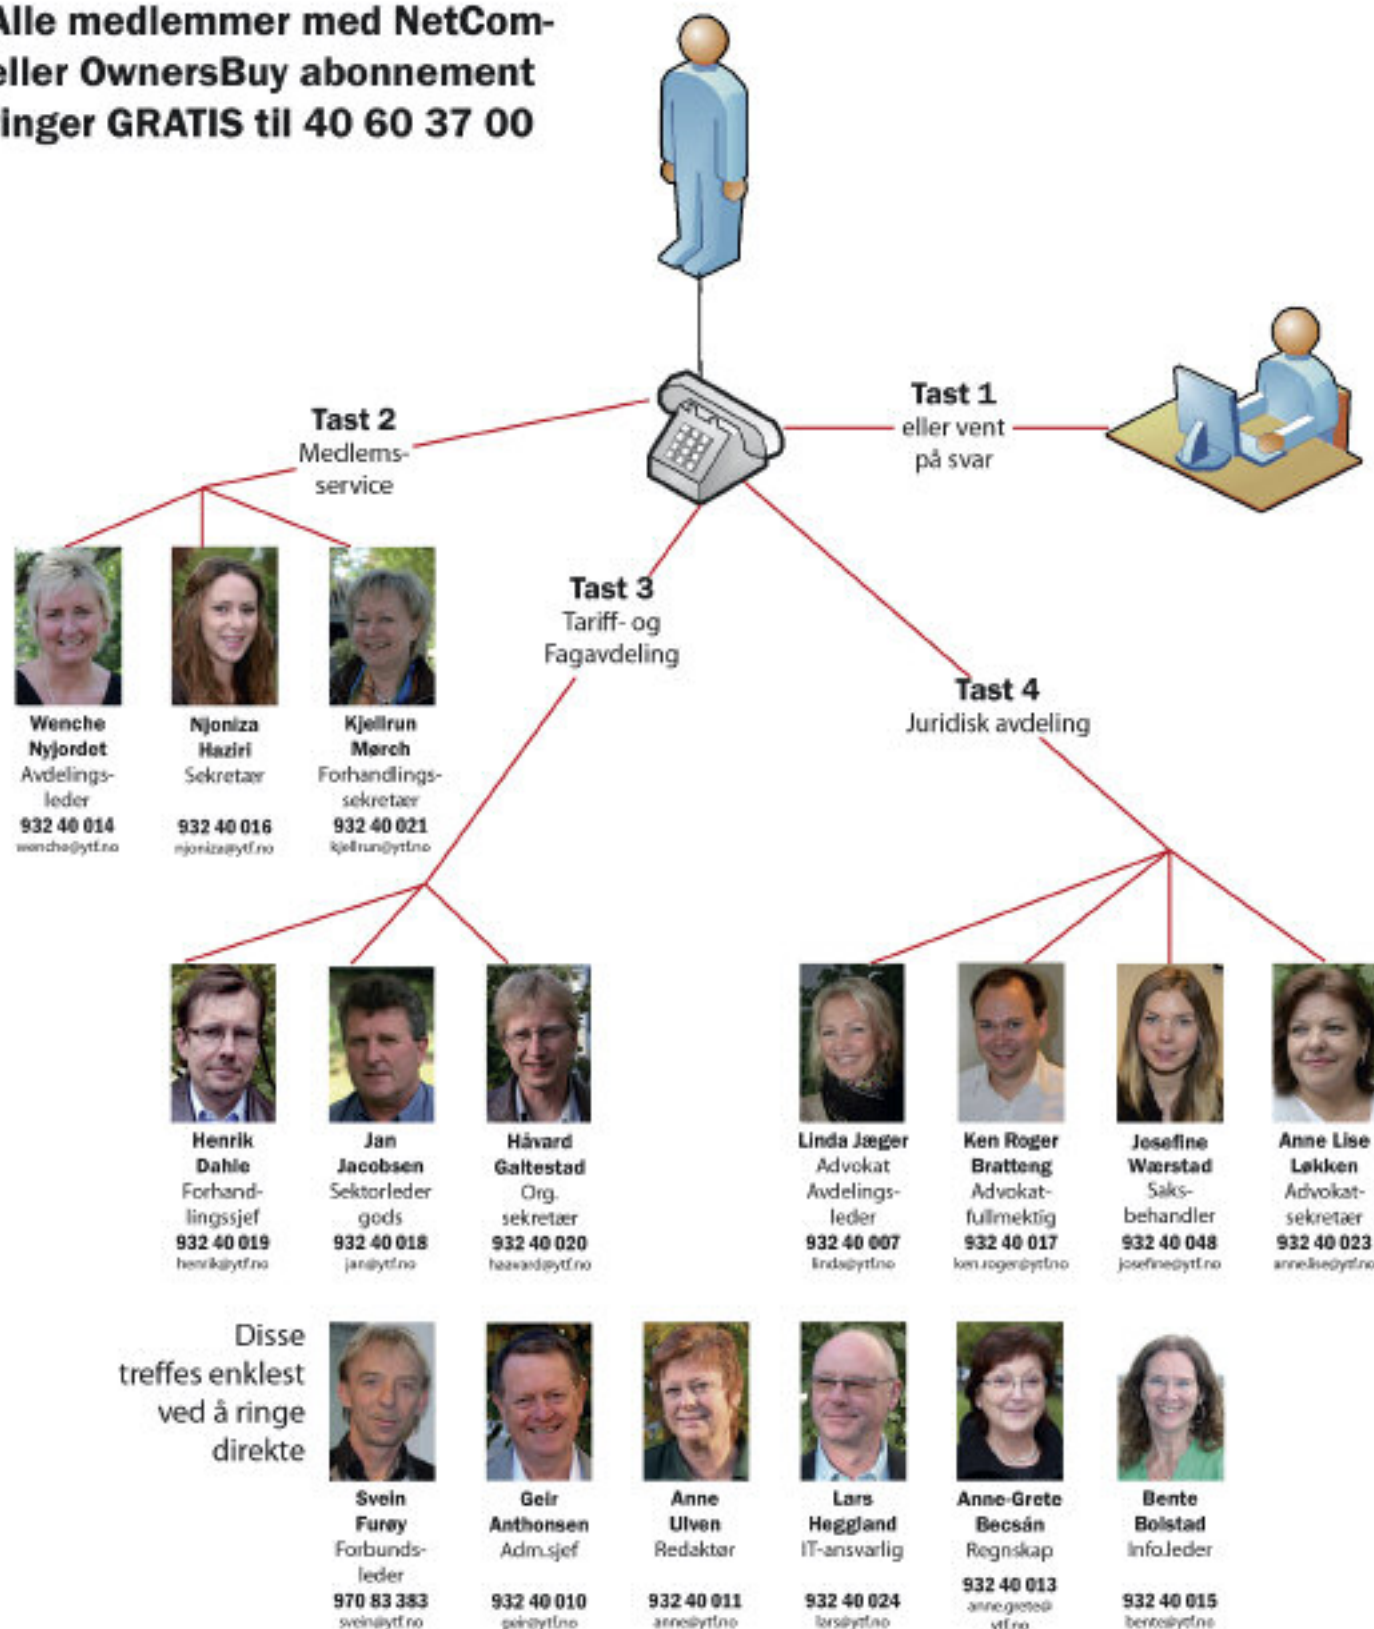 Alle medlemmer med NetCom-
eller OwnersBuy abonnement
ringer GRATIS til 40 60 37 00
Tast 1
eller vent
på svar
Tast 2
Medlems-
service
Wenche
Nyjordet
Avdelings-
leder
932 40 014
wenche@ytf.no
Njoniza
Haziri
Sekretær
932 40 016
njoniza@ytf.no
Kjellrun
Mørch
Forhandlings-
sekretær
932 40 021
kjellrun@ytf.no
Tast 3
Tariff- og
Fagavdeling
Henrik
Dahle
Forhand-
lingssjef
932 40 019
henrik@ytf.no
Jan
Jacobsen
Sektorleder
gods
932 40 018
jan@ytf.no
Håvard
Galtestad
Org.
sekretær
932 40 020
haavard@ytf.no
Tast 4
Juridisk avdeling
Linda Jæger
Advokat
Avdelings-
leder
932 40 007
linda@ytf.no
Ken Roger
Bratteng
Advokat-
fullmektig
932 40 017
ken.roger@ytf.no
Josefine
Wærstad
Saks-
behandler
932 40 048
josefine@ytf.no
Anne Lise
Løkken
Advokat-
sekretær
932 40 023
anne.lise@ytf.no
Disse
treffes enklest
ved å ringe
direkte
Svein
Furøy
Forbunds-
leder
970 83 383
svein@ytf.no
Geir
Anthonsen
Adm.sjef
932 40 010
geir@ytf.no
Anne
Ulven
Redaktør
932 40 011
anne@ytf.no
Lars
Heggland
IT-ansvarlig
932 40 024
lars@ytf.no
Anne-Grete
Becsán
Regnskap
932 40 013
anne.grete@
ytf.no
Bente
Bolstad
Info.leder
932 40 015
bente@ytf.no